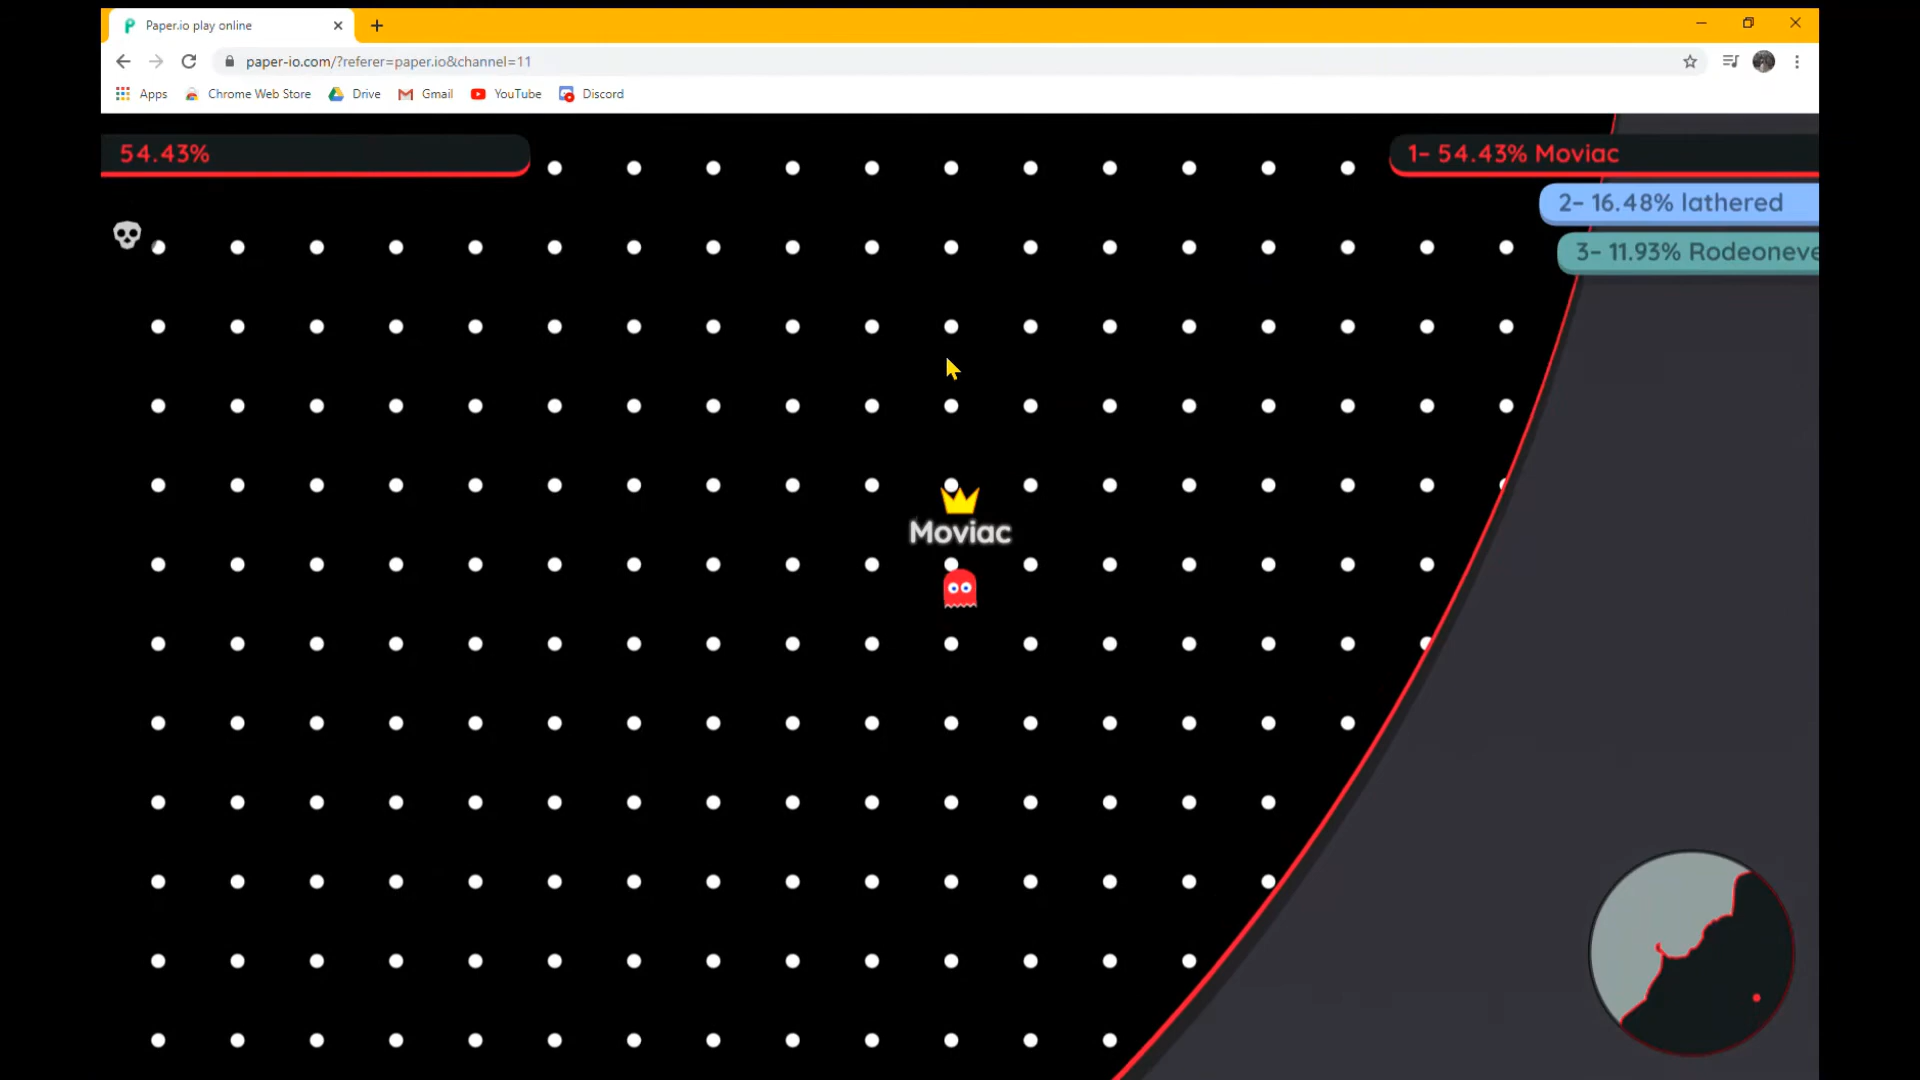 Paper.io play online
paper-io.com/?referer=paper.io&channel=11
Apps
Chrome Web Store
Drive
Gmail
YouTube
Discord
54.43%
1- 54.43% Moviac
2- 16.48% lathered
3- 11.93% Rodeoneve
Moviac